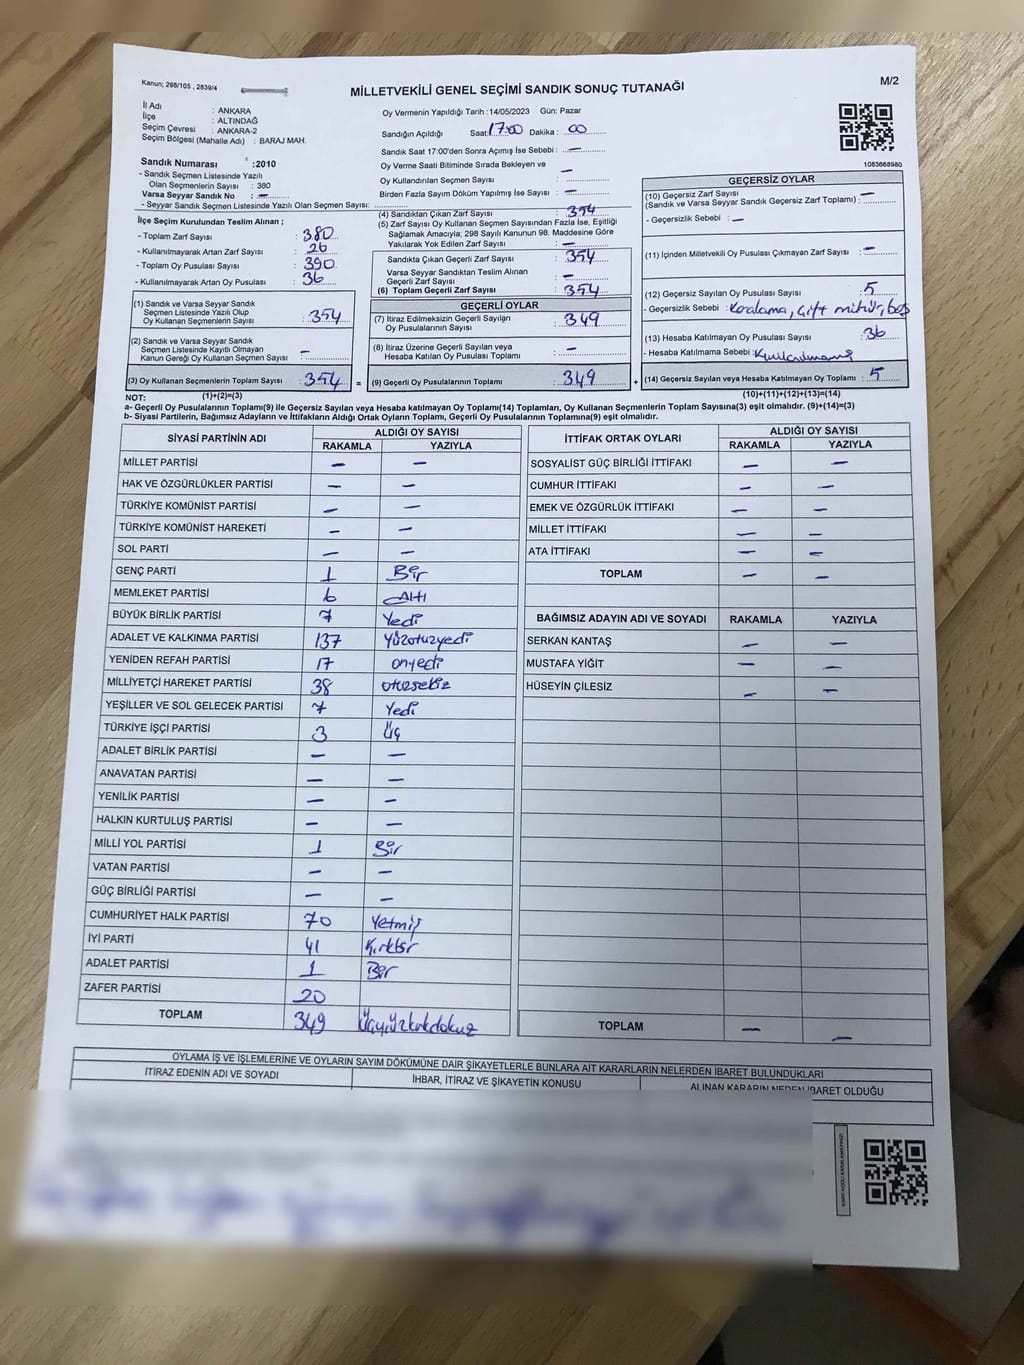 Kanun; 298/105 , 2839/4
MİLLETVEKİLİ GENEL SEÇİMİ SANDIK SONUÇ TUTANAĞI
M/2
İl Adı : ANKARA
İlçe : ALTINDAĞ
Seçim Çevresi : ANKARA-2
Seçim Bölgesi (Mahalle Adı) : BARAJ MAH.
Sandık Numarası :2010
- Sandık Seçmen Listesinde Yazılı
Olan Seçmenlerin Sayısı : 380
Varsa Seyyar Sandık No : —
- Seyyar Sandık Seçmen Listesinde Yazılı Olan Seçmen Sayısı:
İlçe Seçim Kurulundan Teslim Alınan ;
- Toplam Zarf Sayısı : 380
- Kullanılmayarak Artan Zarf Sayısı : 26
- Toplam Oy Pusulası Sayısı : 390
- Kullanılmayarak Artan Oy Pusulası : 36
(1) Sandık ve Varsa Seyyar Sandık
Seçmen Listesinde Yazılı Olup
Oy Kullanan Seçmenlerin Sayısı : 354
(2) Sandık ve Varsa Seyyar Sandık
Seçmen Listesinde Kayıtlı Olmayan
Kanun Gereği Oy Kullanan Seçmen Sayısı : —
(3) Oy Kullanan Seçmenlerin Toplam Sayısı : 354 =
Oy Vermenin Yapıldığı Tarih :14/05/2023 Gün: Pazar
Sandığın Açıldığı Saat 17:00 Dakika : 00
Sandık Saat 17:00'den Sonra Açımış İse Sebebi : —
Oy Verme Saati Bitiminde Sırada Bekleyen ve
Oy Kullandırılan Seçmen Sayısı : —
Birden Fazla Sayım Döküm Yapılmış İse Sayısı : —
(4) Sandıktan Çıkan Zarf Sayısı : 354
(5) Zarf Sayısı Oy Kullanan Seçmen Sayısından Fazla İse, Eşitliği
Sağlamak Amacıyla; 298 Sayılı Kanunun 98. Maddesine Göre
Yakılarak Yok Edilen Zarf Sayısı : —
Sandıkta Çıkan Geçerli Zarf Sayısı : 354
Varsa Seyyar Sandıktan Teslim Alınan
Geçerli Zarf Sayısı : —
(6) Toplam Geçerli Zarf Sayısı : 354
GEÇERLİ OYLAR
(7) İtiraz Edilmeksizin Geçerli Sayılan
Oy Pusulalarının Sayısı : 349
(8) İtiraz Üzerine Geçerli Sayılan veya
Hesaba Katılan Oy Pusulası Toplamı : —
(9) Geçerli Oy Pusulalarının Toplamı : 349 +
1083668980
GEÇERSİZ OYLAR
(10) Geçersiz Zarf Sayısı
(Sandık ve Varsa Seyyar Sandık Geçersiz Zarf Toplamı) : —
- Geçersizlik Sebebi : —
(11) İçinden Milletvekili Oy Pusulası Çıkmayan Zarf Sayısı : —
(12) Geçersiz Sayılan Oy Pusulası Sayısı : 5
- Geçersizlik Sebebi : Karalama, çift mühür, boş
(13) Hesaba Katılmayan Oy Pusulası Sayısı : 36
- Hesaba Katılmama Sebebi :
(14) Geçersiz Sayılan veya Hesaba Katılmayan Oy Toplamı : 5
NOT: (1)+(2)=(3) (10)+(11)+(12)+(13)=(14)
a- Geçerli Oy Pusulalarının Toplamı(9) ile Geçersiz Sayılan veya Hesaba katılmayan Oy Toplamı(14) Toplamları, Oy Kullanan Seçmenlerin Toplam Sayısına(3) eşit olmalıdır. (9)+(14)=(3)
b- Siyasi Partilerin, Bağımsız Adayların ve İttifakların Aldığı Ortak Oyların Toplamı, Geçerli Oy Pusulalarının Toplamına(9) eşit olmalıdır.
SİYASİ PARTİNİN ADI ALDIĞI OY SAYISI
RAKAMLA YAZIYLA
MİLLET PARTİSİ — —
HAK VE ÖZGÜRLÜKLER PARTİSİ — —
TÜRKİYE KOMÜNİST PARTİSİ — —
TÜRKİYE KOMÜNİST HAREKETİ — —
SOL PARTİ — —
GENÇ PARTİ 1 Bir
MEMLEKET PARTİSİ 6 Altı
BÜYÜK BİRLİK PARTİSİ 7 Yedi
ADALET VE KALKINMA PARTİSİ 137 Yüzotuzyedi
YENİDEN REFAH PARTİSİ 17 onyedi
MİLLİYETÇİ HAREKET PARTİSİ 38 otuzsekiz
YEŞİLLER VE SOL GELECEK PARTİSİ 7 Yedi
TÜRKİYE İŞÇİ PARTİSİ 3 Üç
ADALET BİRLİK PARTİSİ — —
ANAVATAN PARTİSİ — —
YENİLİK PARTİSİ — —
HALKIN KURTULUŞ PARTİSİ — —
MİLLİ YOL PARTİSİ 1 Bir
VATAN PARTİSİ — —
GÜÇ BİRLİĞİ PARTİSİ — —
CUMHURİYET HALK PARTİSİ 70 Yetmiş
İYİ PARTİ 41 Kırkbir
ADALET PARTİSİ 1 Bir
ZAFER PARTİSİ 20
TOPLAM 349 Üçyüzkırkdokuz
İTTİFAK ORTAK OYLARI ALDIĞI OY SAYISI
RAKAMLA YAZIYLA
SOSYALİST GÜÇ BİRLİĞİ İTTİFAKI — —
CUMHUR İTTİFAKI — —
EMEK VE ÖZGÜRLÜK İTTİFAKI — —
MİLLET İTTİFAKI — —
ATA İTTİFAKI — —
TOPLAM — —
BAĞIMSIZ ADAYIN ADI VE SOYADI RAKAMLA YAZIYLA
SERKAN KANTAŞ — —
MUSTAFA YİĞİT — —
HÜSEYİN ÇİLESİZ — —
TOPLAM — —
OYLAMA İŞ VE İŞLEMLERİNE VE OYLARIN SAYIM DÖKÜMÜNE DAİR ŞİKAYETLERLE BUNLARA AİT KARARLARIN NELERDEN İBARET BULUNDUKLARI
İTİRAZ EDENİN ADI VE SOYADI İHBAR, İTİRAZ VE ŞİKAYETİN KONUSU ALINAN KARARIN NEDEN İBARET OLDUĞU